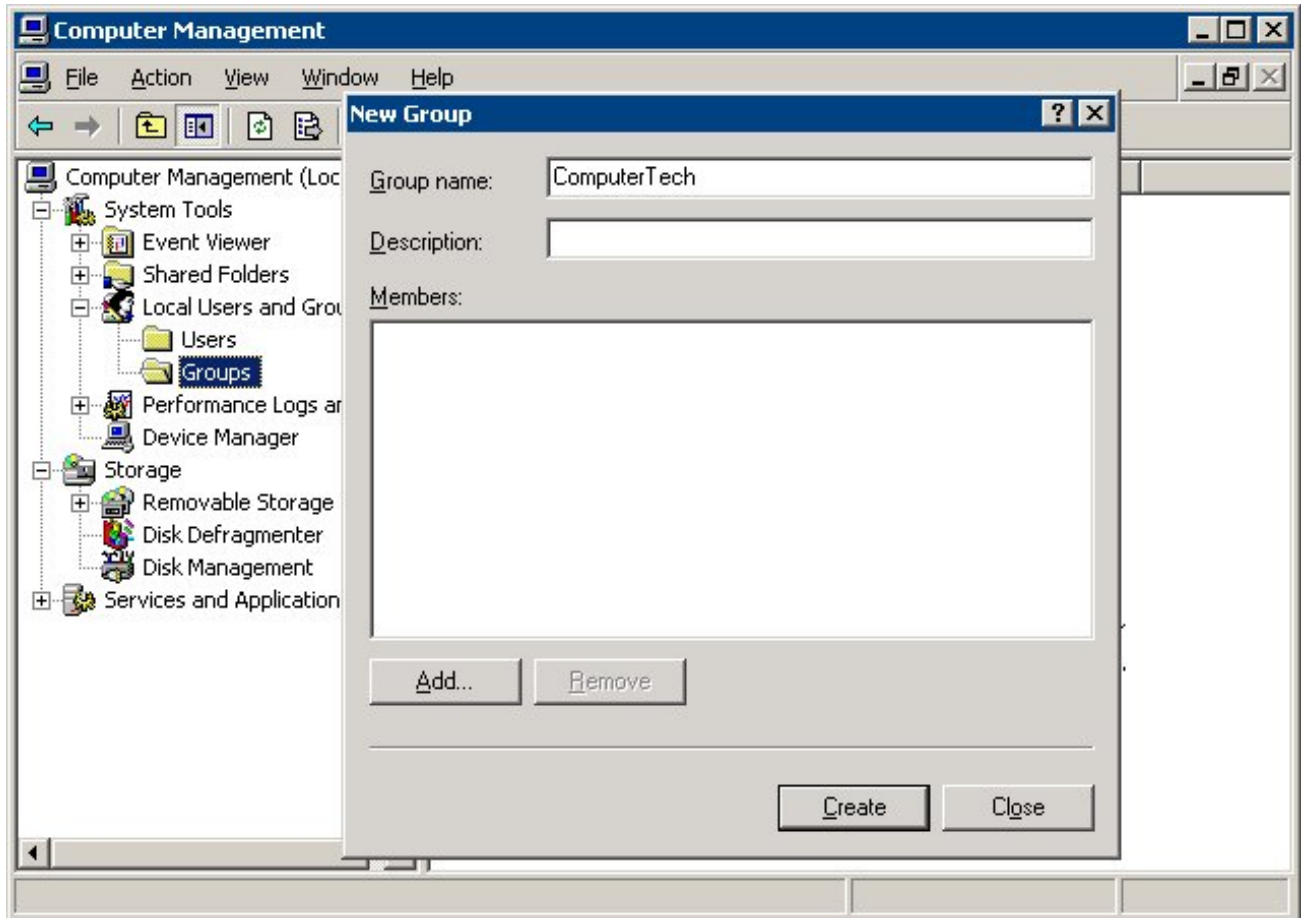 Computer Management
File Action View Window Help
New Group
Computer Management (Loc
System Tools
Event Viewer
Shared Folders
Local Users and Grou
Users
Groups
Performance Logs an
Device Manager
Storage
Removable Storage
Disk Defragmenter
Disk Management
Services and Application
Group name: ComputerTech
Description:
Members:
Add... Remove
Create Close